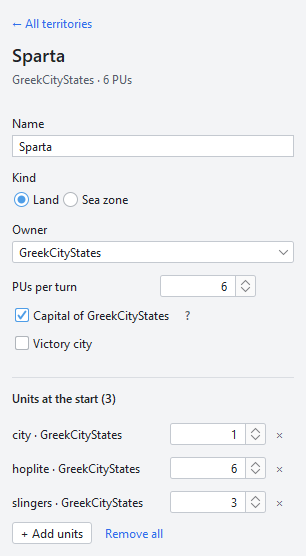 ← All territories
Sparta
GreekCityStates · 6 PUs
Name
Sparta
Kind
Land Sea zone
Owner
GreekCityStates
PUs per turn 6
Capital of GreekCityStates ?
Victory city
Units at the start (3)
city · GreekCityStates 1 ×
hoplite · GreekCityStates 6 ×
slingers · GreekCityStates 3 ×
+ Add units Remove all